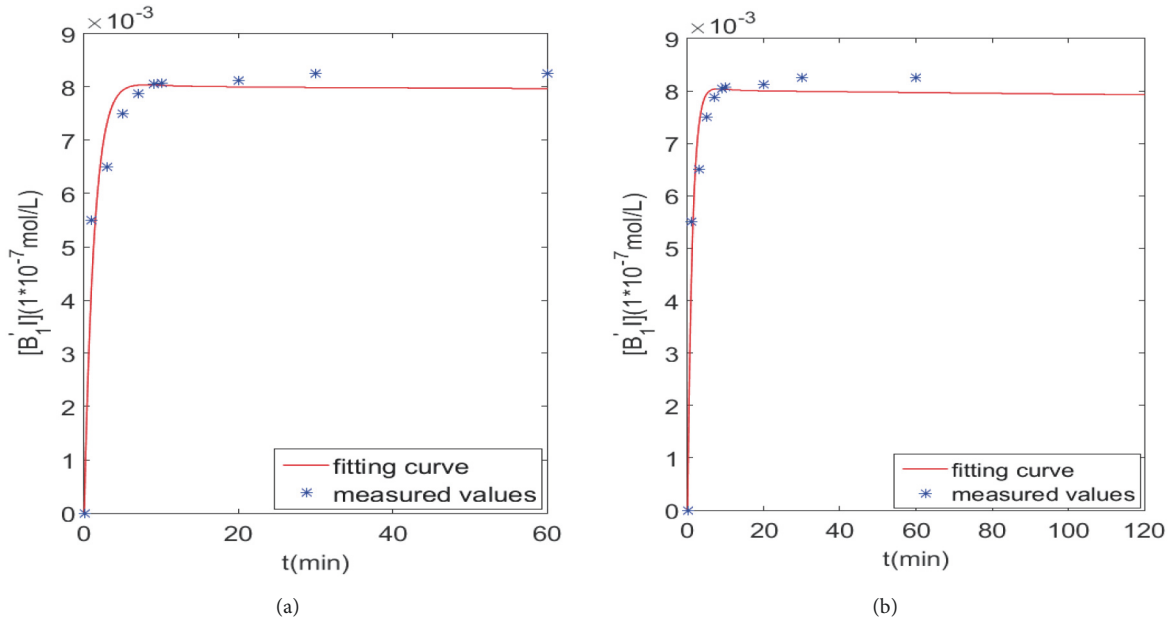 ×10⁻³
9
8
7
6
5
4
3
2
1
0
[B₁'I](1*10⁻⁷mol/L)
fitting curve
measured values
0 20 40 60
t(min)
(a)
×10⁻³
9
8
7
6
5
4
3
2
1
0
[B₁'I](1*10⁻⁷mol/L)
fitting curve
measured values
0 20 40 60 80 100 120
t(min)
(b)